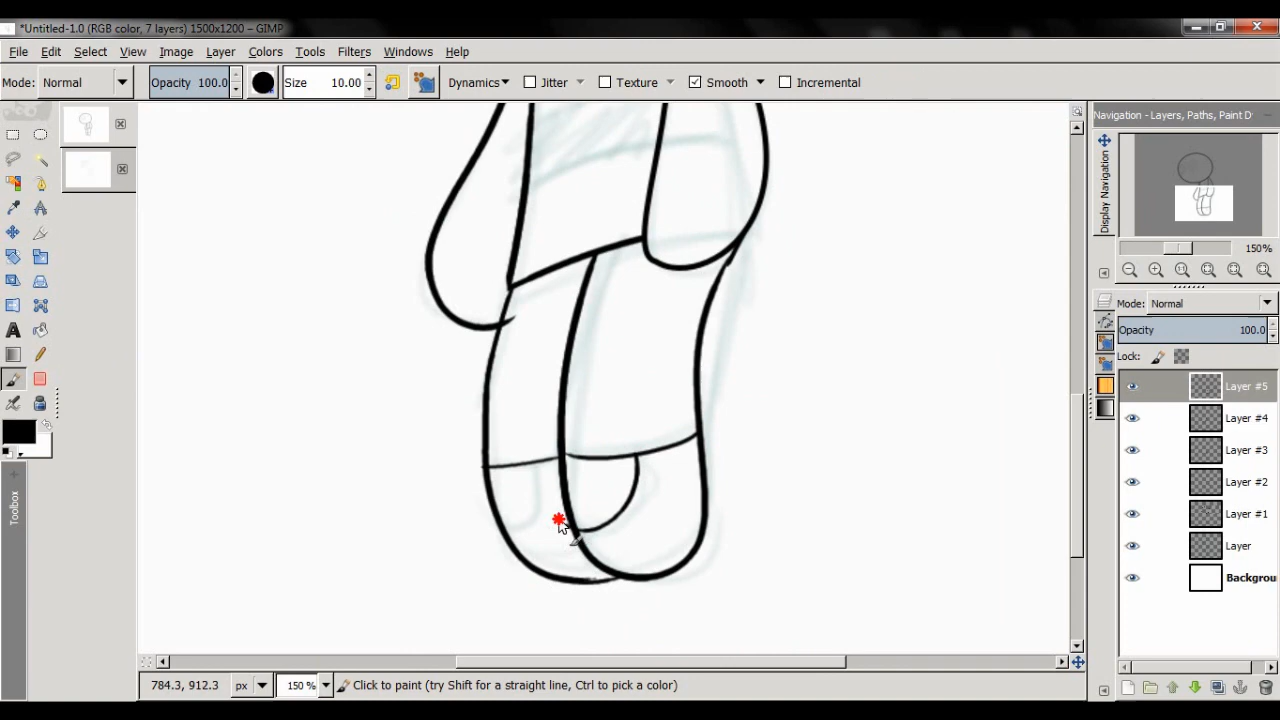 *Untitled-1.0 (RGB color, 7 layers) 1500x1200 – GIMP
File Edit Select View Image Layer Colors Tools Filters Windows Help
Mode: Normal Opacity 100.0 Size 10.00 Dynamics Jitter Texture Smooth Incremental
Navigation - Layers, Paths, Paint D
Display Navigation
150%
Mode: Normal
Opacity 100.0
Lock:
Layer #5
Layer #4
Layer #3
Layer #2
Layer #1
Layer
Backgrou
Toolbox
784.3, 912.3 px 150 % Click to paint (try Shift for a straight line, Ctrl to pick a color)